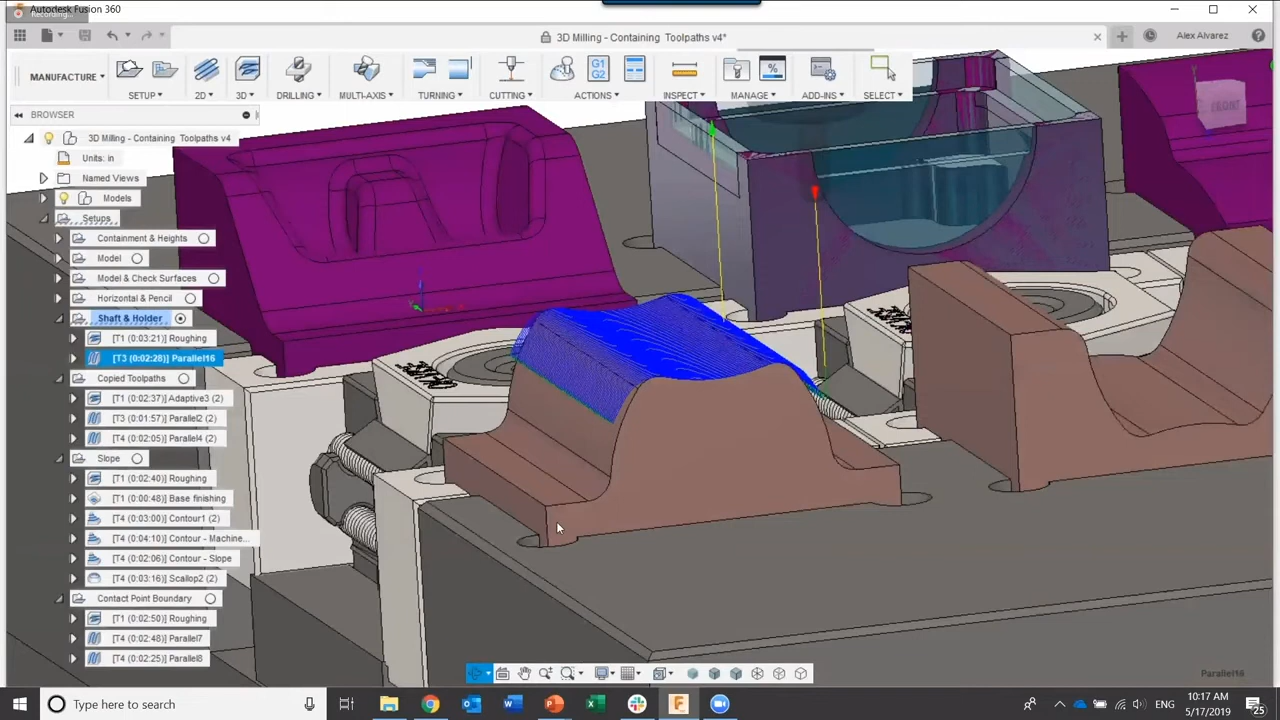 Autodesk Fusion 360
Recording...
3D Milling - Containing Toolpaths v4*
Alex Alvarez
MANUFACTURE
G1
G2
%
SETUP
2D
3D
DRILLING
MULTI-AXIS
TURNING
CUTTING
ACTIONS
INSPECT
MANAGE
ADD-INS
SELECT
BROWSER
FRONT
3D Milling - Containing Toolpaths v4
Units: in
Named Views
Models
Setups
Containment & Heights
Model
Model & Check Surfaces
Horizontal & Pencil
Shaft & Holder
[T1 (0:03:21)] Roughing
[T3 (0:02:28)] Parallel16
Copied Toolpaths
[T1 (0:02:37)] Adaptive3 (2)
[T3 (0:01:57)] Parallel2 (2)
[T4 (0:02:05)] Parallel4 (2)
Slope
[T1 (0:02:40)] Roughing
[T1 (0:00:48)] Base finishing
[T4 (0:03:00)] Contour1 (2)
[T4 (0:04:10)] Contour - Machine...
[T4 (0:02:06)] Contour - Slope
[T4 (0:03:16)] Scallop2 (2)
Contact Point Boundary
[T1 (0:02:50)] Roughing
[T4 (0:02:48)] Parallel7
[T4 (0:02:25)] Parallel8
Parallel16
Type here to search
10:17 AM
5/17/2019
25